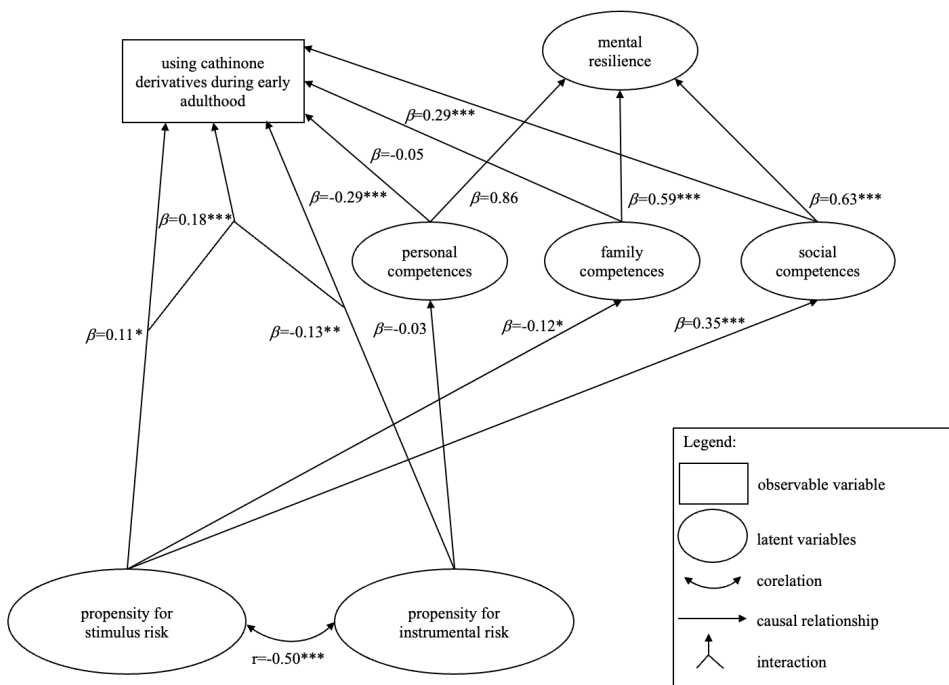 mental
resilience
using cathinone
derivatives during early
adulthood
β=0.29***
β=-0.05
β=-0.29***
β=0.86
β=0.59***
β=0.63***
β=0.18***
personal
competences
family
competences
social
competences
β=0.11*
β=-0.13**
β=-0.03
β=-0.12*
β=0.35***
Legend:
observable variable
latent variables
corelation
causal relationship
interaction
propensity for
stimulus risk
propensity for
instrumental risk
r=-0.50***